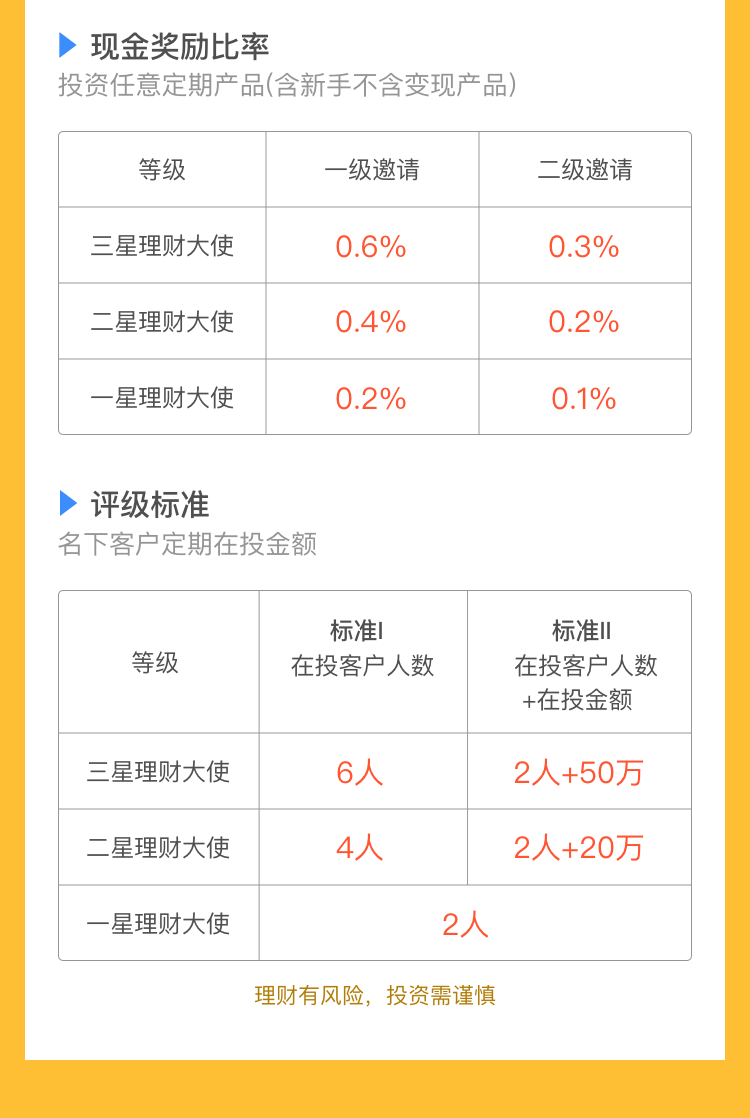 现金奖励比率
投资任意定期产品(含新手不含变现产品)
等级 一级邀请 二级邀请
三星理财大使 0.6% 0.3%
二星理财大使 0.4% 0.2%
一星理财大使 0.2% 0.1%
评级标准
名下客户定期在投金额
等级
标准I
在投客户人数
标准II
在投客户人数
+在投金额
三星理财大使 6人 2人+50万
二星理财大使 4人 2人+20万
一星理财大使 2人
理财有风险，投资需谨慎